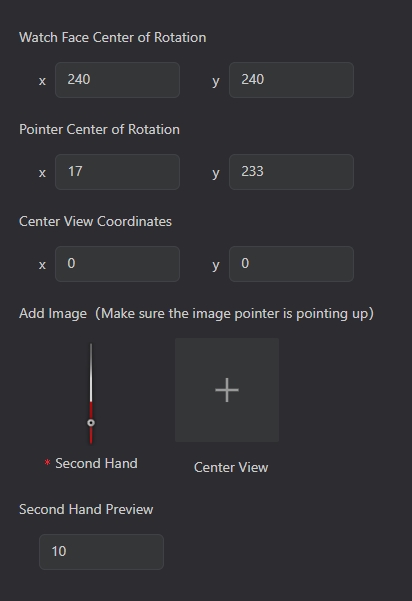 Watch Face Center of Rotation
x 240 y 240
Pointer Center of Rotation
x 17 y 233
Center View Coordinates
x 0 y 0
Add Image（Make sure the image pointer is pointing up）
* Second Hand
Center View
Second Hand Preview
10